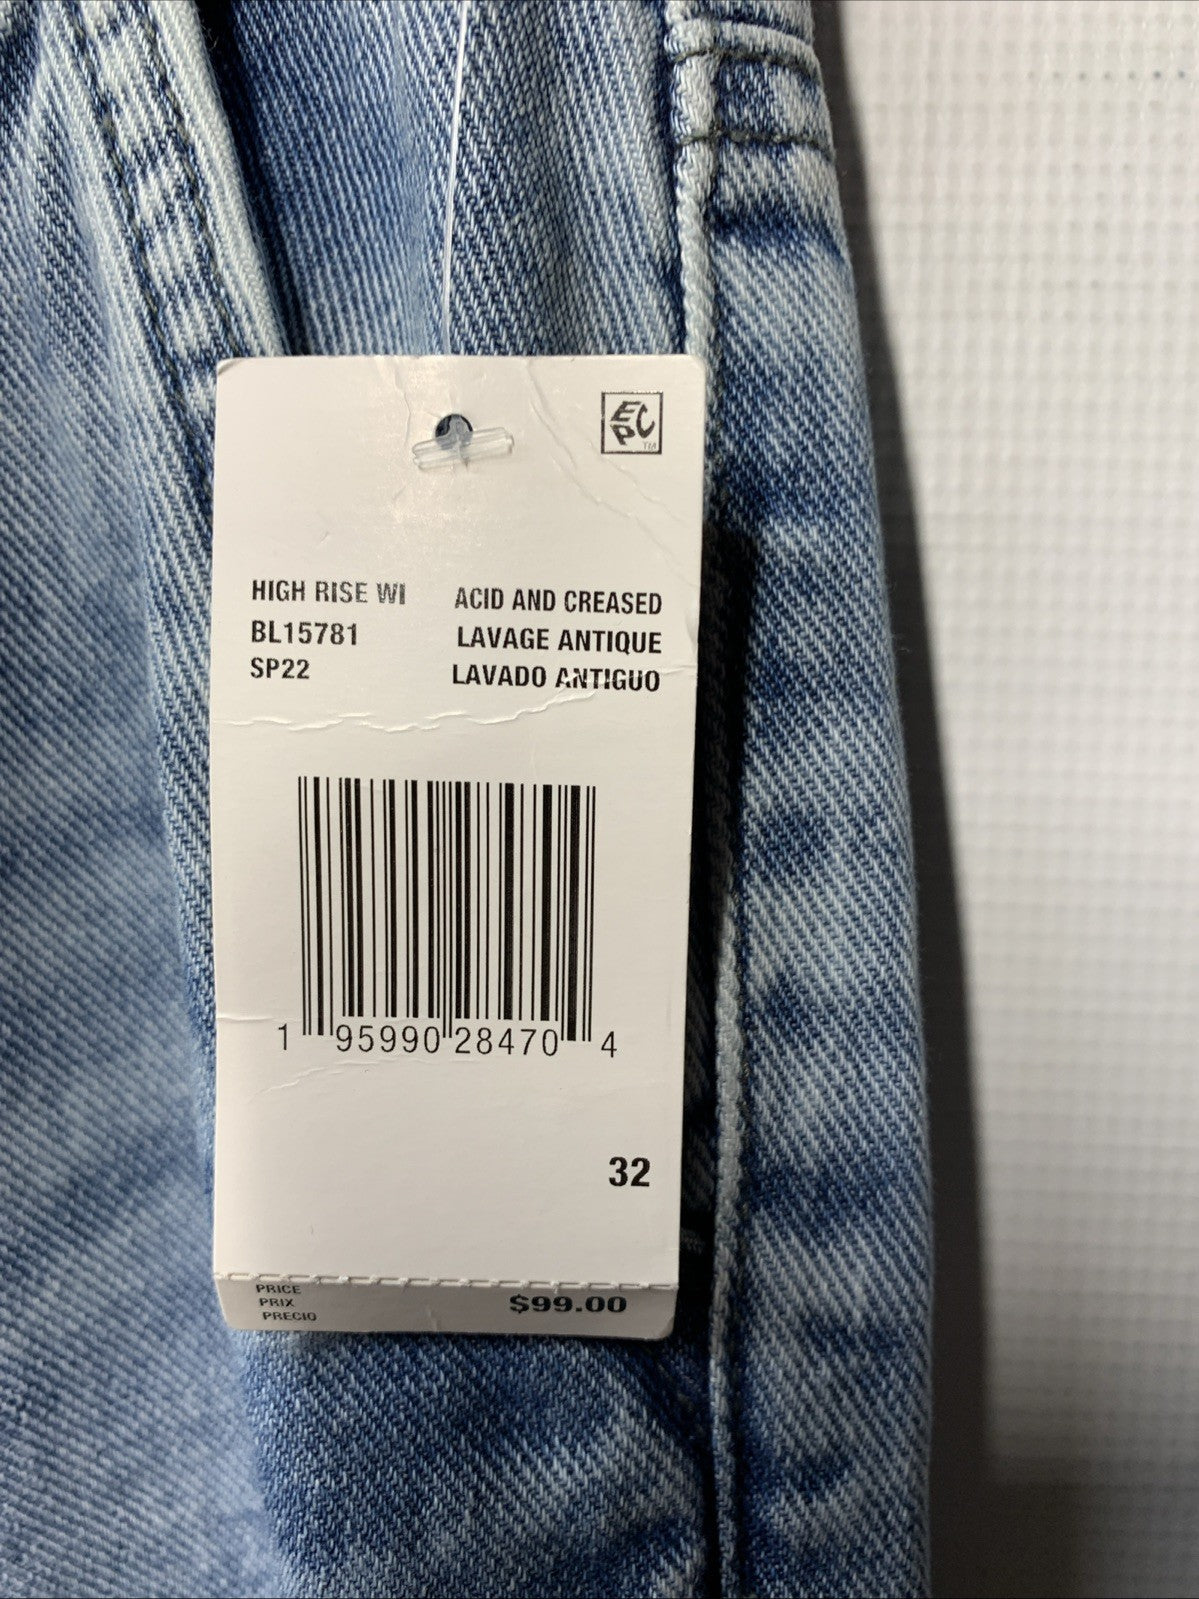 EPC
TM
HIGH RISE WI
BL15781
SP22
ACID AND CREASED
LAVAGE ANTIQUE
LAVADO ANTIGUO
1 95990 28470 4
32
PRICE
PRIX
PRECIO
$99.00